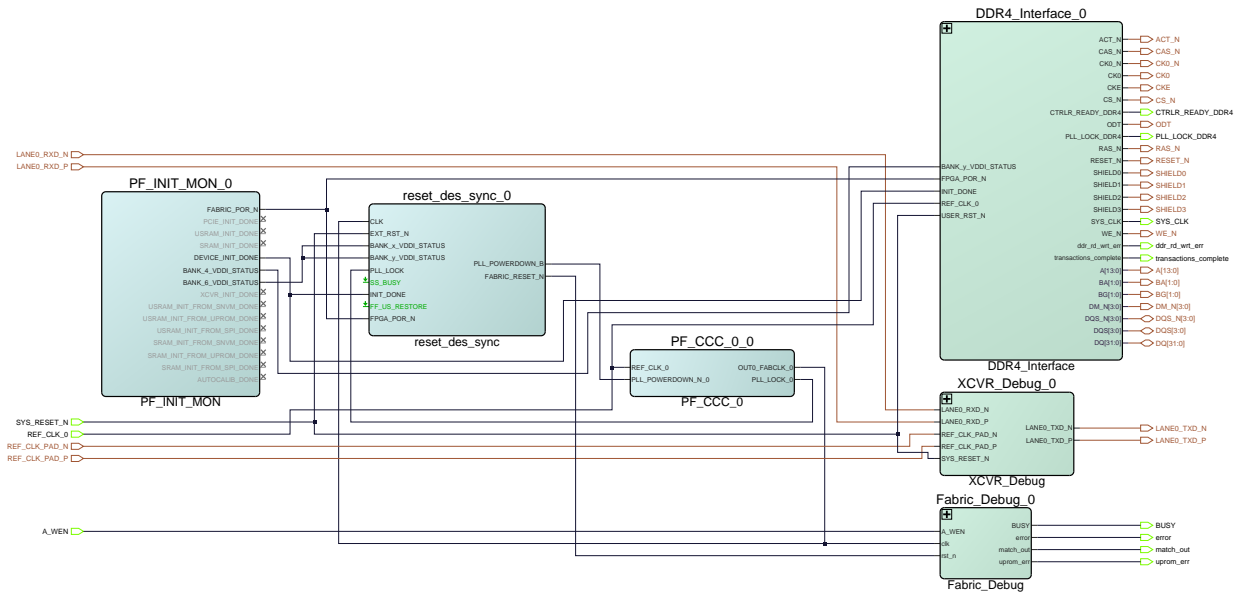 DDR4_Interface_0
ACT_N
CAS_N
CK0_N
CK0
CKE
CS_N
CTRLR_READY_DDR4
ODT
PLL_LOCK_DDR4
RAS_N
RESET_N
SHIELD0
SHIELD1
SHIELD2
SHIELD3
SYS_CLK
WE_N
ddr_rd_wrt_err
transactions_complete
A[13:0]
BA[1:0]
BG[1:0]
DM_N[3:0]
DQS_N[3:0]
DQS[3:0]
DQ[31:0]
BANK_y_VDDI_STATUS
FPGA_POR_N
INIT_DONE
REF_CLK_0
USER_RST_N
DDR4_Interface
ACT_N
CAS_N
CK0_N
CK0
CKE
CS_N
CTRLR_READY_DDR4
ODT
PLL_LOCK_DDR4
RAS_N
RESET_N
SHIELD0
SHIELD1
SHIELD2
SHIELD3
SYS_CLK
WE_N
ddr_rd_wrt_err
transactions_complete
A[13:0]
BA[1:0]
BG[1:0]
DM_N[3:0]
DQS_N[3:0]
DQS[3:0]
DQ[31:0]
LANE0_RXD_N
LANE0_RXD_P
PF_INIT_MON_0
FABRIC_POR_N
PCIE_INIT_DONE
USRAM_INIT_DONE
SRAM_INIT_DONE
DEVICE_INIT_DONE
BANK_4_VDDI_STATUS
BANK_6_VDDI_STATUS
XCVR_INIT_DONE
USRAM_INIT_FROM_SNVM_DONE
USRAM_INIT_FROM_UPROM_DONE
USRAM_INIT_FROM_SPI_DONE
SRAM_INIT_FROM_SNVM_DONE
SRAM_INIT_FROM_UPROM_DONE
SRAM_INIT_FROM_SPI_DONE
AUTOCALIB_DONE
PF_INIT_MON
reset_des_sync_0
CLK
EXT_RST_N
BANK_x_VDDI_STATUS
BANK_y_VDDI_STATUS
PLL_LOCK
SS_BUSY
INIT_DONE
FF_US_RESTORE
FPGA_POR_N
PLL_POWERDOWN_B
FABRIC_RESET_N
reset_des_sync
PF_CCC_0_0
REF_CLK_0
PLL_POWERDOWN_N_0
OUT0_FABCLK_0
PLL_LOCK_0
PF_CCC_0
SYS_RESET_N
REF_CLK_0
REF_CLK_PAD_N
REF_CLK_PAD_P
XCVR_Debug_0
LANE0_RXD_N
LANE0_RXD_P
REF_CLK_PAD_N
REF_CLK_PAD_P
SYS_RESET_N
LANE0_TXD_N
LANE0_TXD_P
XCVR_Debug
LANE0_TXD_N
LANE0_TXD_P
A_WEN
Fabric_Debug_0
A_WEN
clk
rst_n
BUSY
error
match_out
uprom_err
Fabric_Debug
BUSY
error
match_out
uprom_err